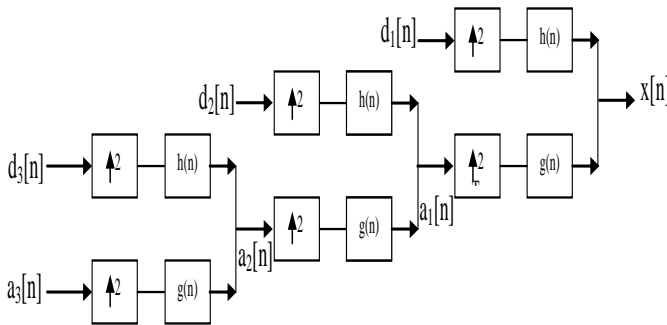 d₁[n] ↑2 h(n)
x[n]
d₂[n] ↑2 h(n)
↑2 g(n)
d₃[n] ↑2 h(n)
a₁[n]
↑2 g(n)
a₂[n]
a₃[n] ↑2 g(n)